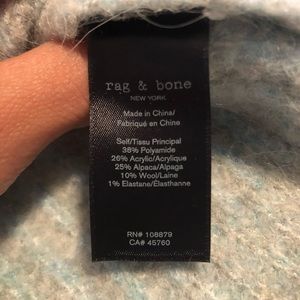 rag & bone
NEW YORK
Made in China/
Fabriqué en Chine
Self/Tissu Principal
38% Polyamide
26% Acrylic/Acrylique
25% Alpaca/Alpaga
10% Wool/Laine
1% Elastane/Élasthanne
RN# 108879
CA# 45760